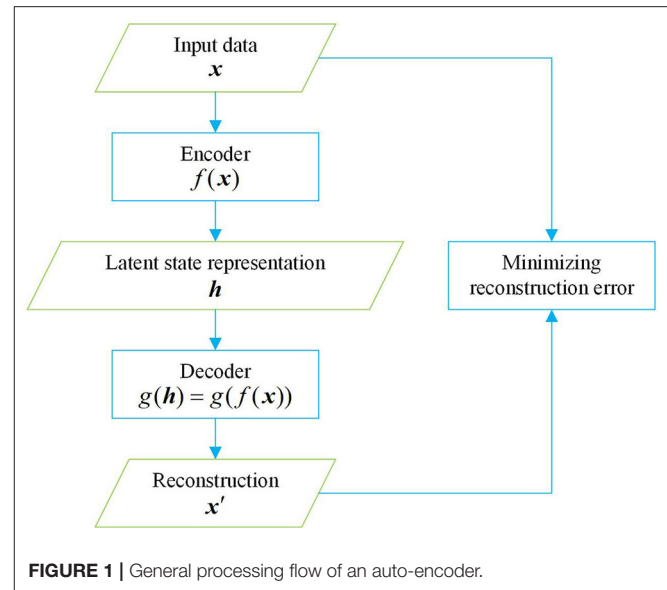 Input data
x
Encoder
f(x)
Latent state representation
h
Minimizing
reconstruction error
Decoder
g(h) = g(f(x))
Reconstruction
x′
FIGURE 1 | General processing flow of an auto-encoder.